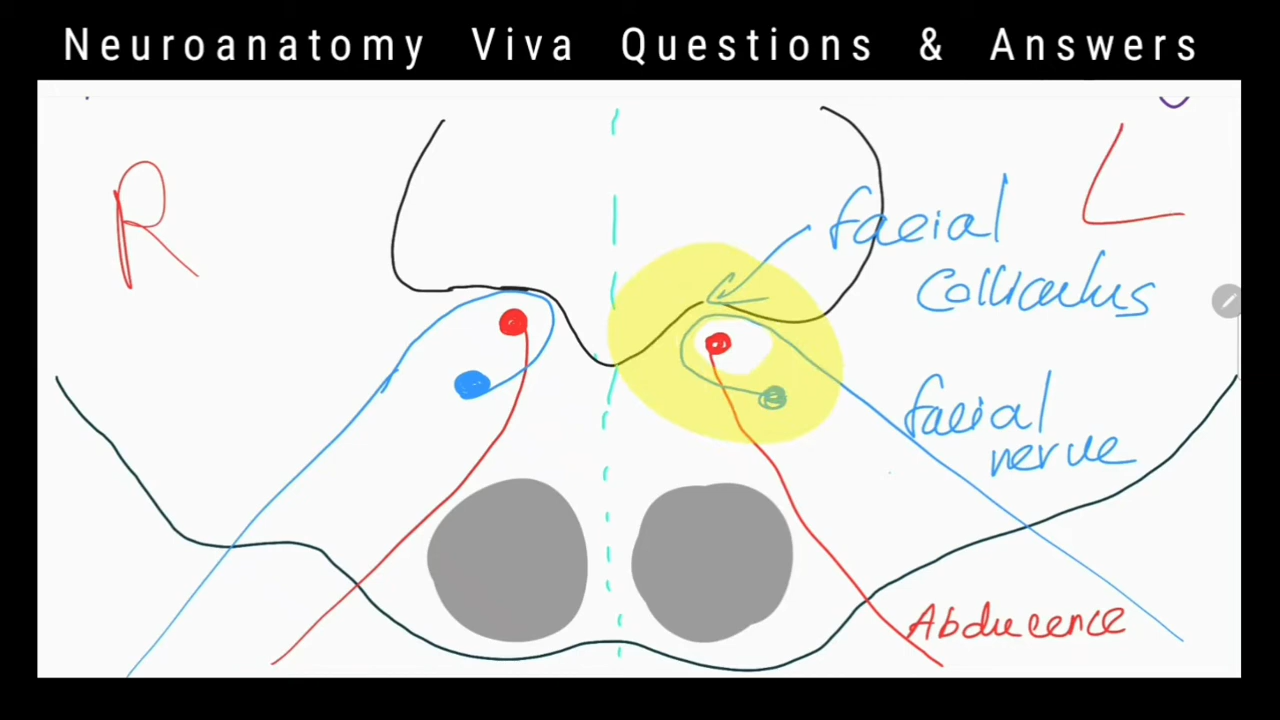 Neuroanatomy Viva Questions & Answers
R
L
facial
colliculus
facial
nerve
Abducence